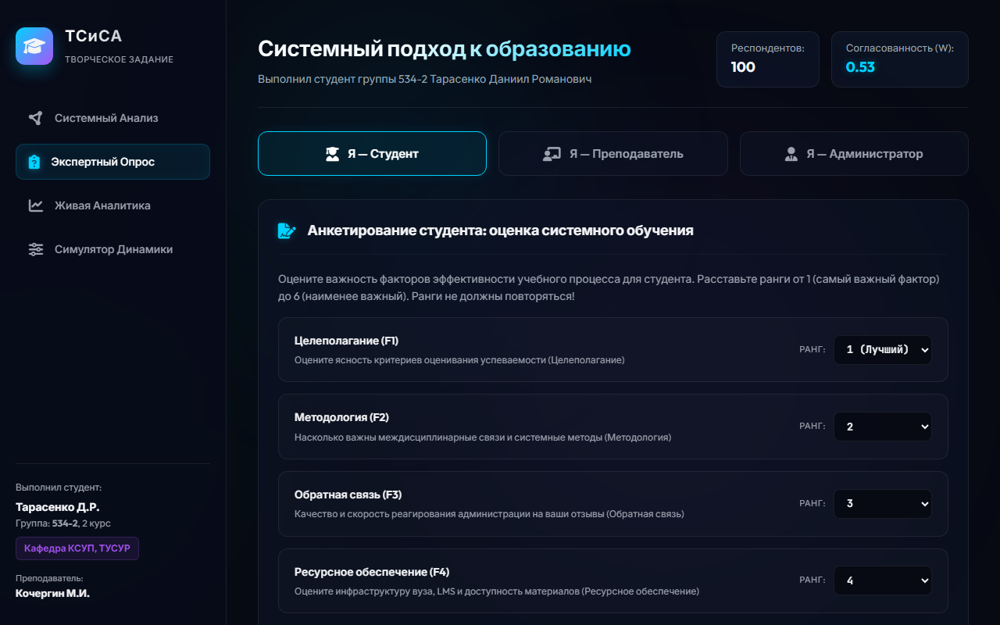 ТСиСА
ТВОРЧЕСКОЕ ЗАДАНИЕ
Системный Анализ
Экспертный Опрос
Живая Аналитика
Симулятор Динамики
Выполнил студент:
Тарасенко Д.Р.
Группа: 534-2, 2 курс
Кафедра КСУП, ТУСУР
Преподаватель:
Кочергин М.И.
Системный подход к образованию
Выполнил студент группы 534-2 Тарасенко Даниил Романович
Респондентов:
100
Согласованность (W):
0.53
Я — Студент
Я — Преподаватель
Я — Администратор
Анкетирование студента: оценка системного обучения
Оцените важность факторов эффективности учебного процесса для студента. Расставьте ранги от 1 (самый важный фактор)
до 6 (наименее важный). Ранги не должны повторяться!
Целеполагание (F1)
Оцените ясность критериев оценивания успеваемости (Целеполагание)
РАНГ:
1 (Лучший)
Методология (F2)
Насколько важны междисциплинарные связи и системные методы (Методология)
РАНГ:
2
Обратная связь (F3)
Качество и скорость реагирования администрации на ваши отзывы (Обратная связь)
РАНГ:
3
Ресурсное обеспечение (F4)
Оцените инфраструктуру вуза, LMS и доступность материалов (Ресурсное обеспечение)
РАНГ:
4